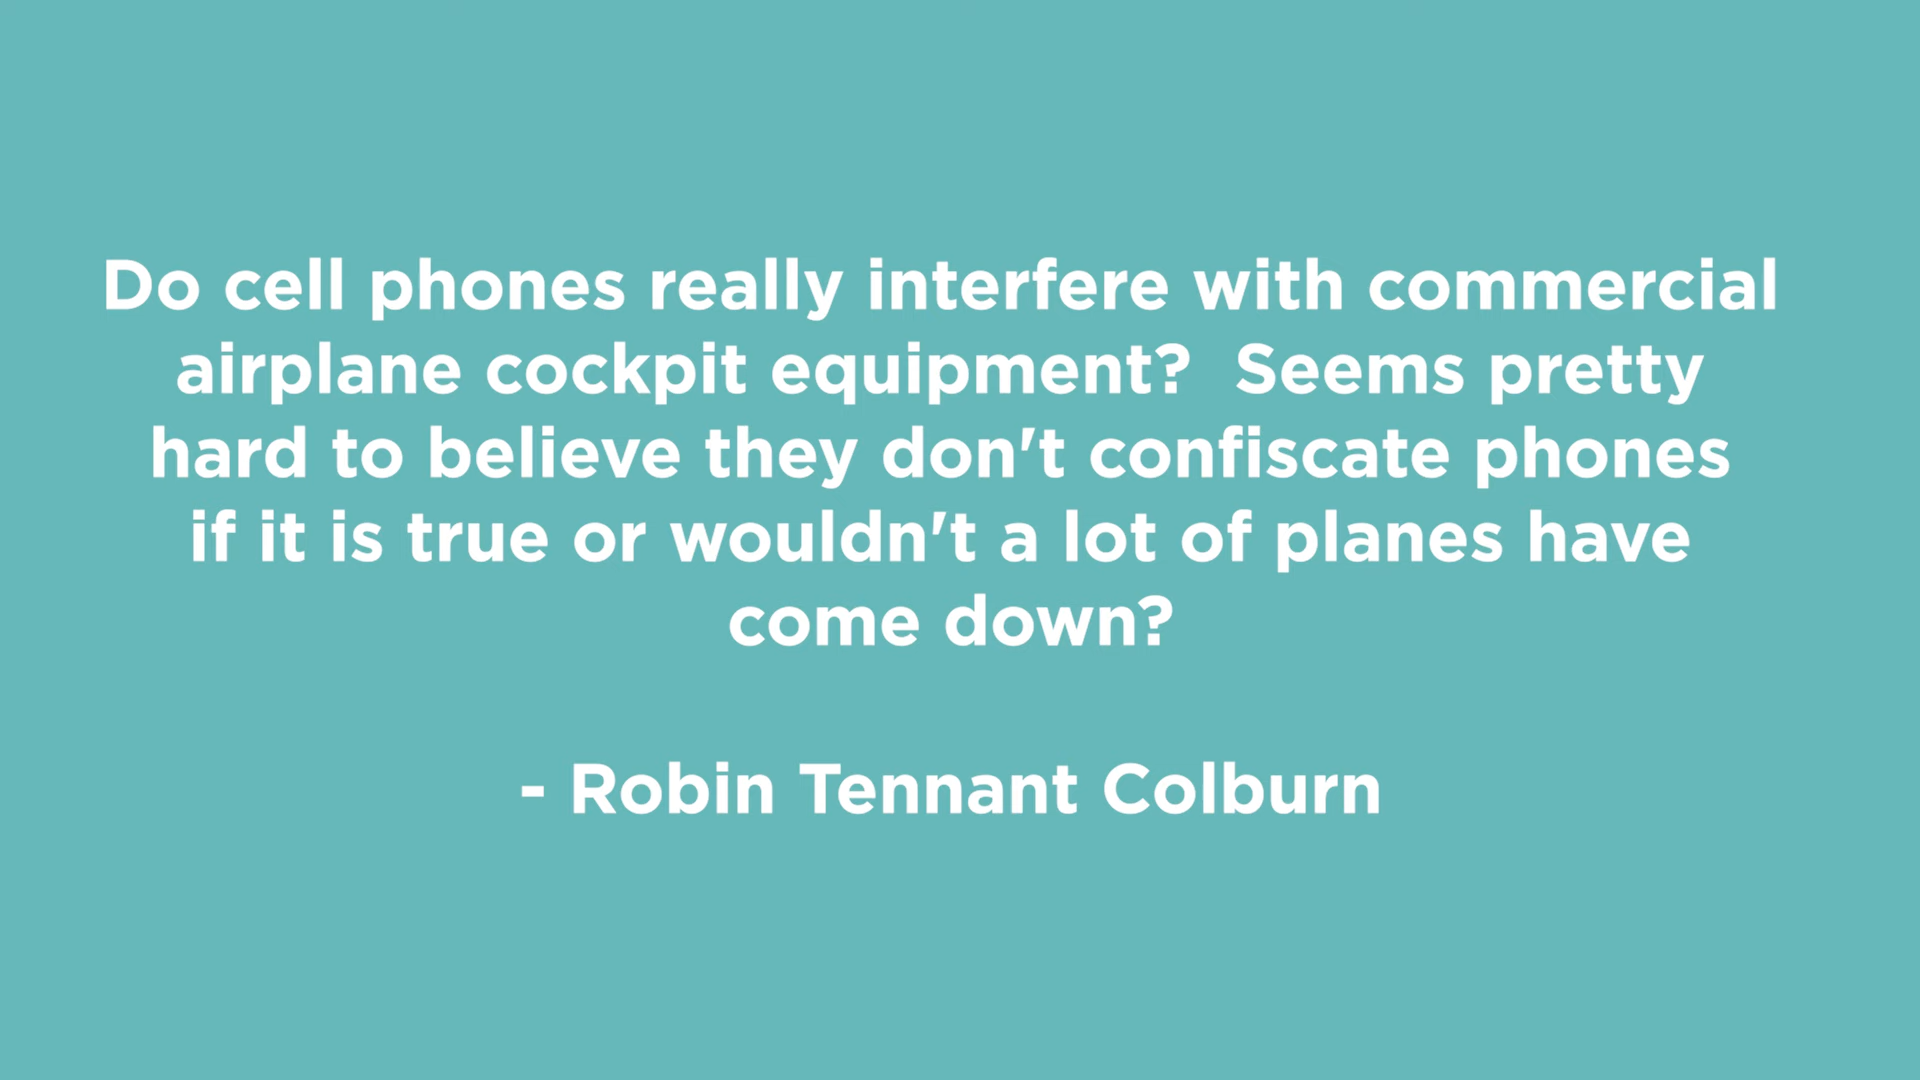 Do cell phones really interfere with commercial
airplane cockpit equipment?  Seems pretty
hard to believe they don't confiscate phones
if it is true or wouldn't a lot of planes have
come down?
- Robin Tennant Colburn